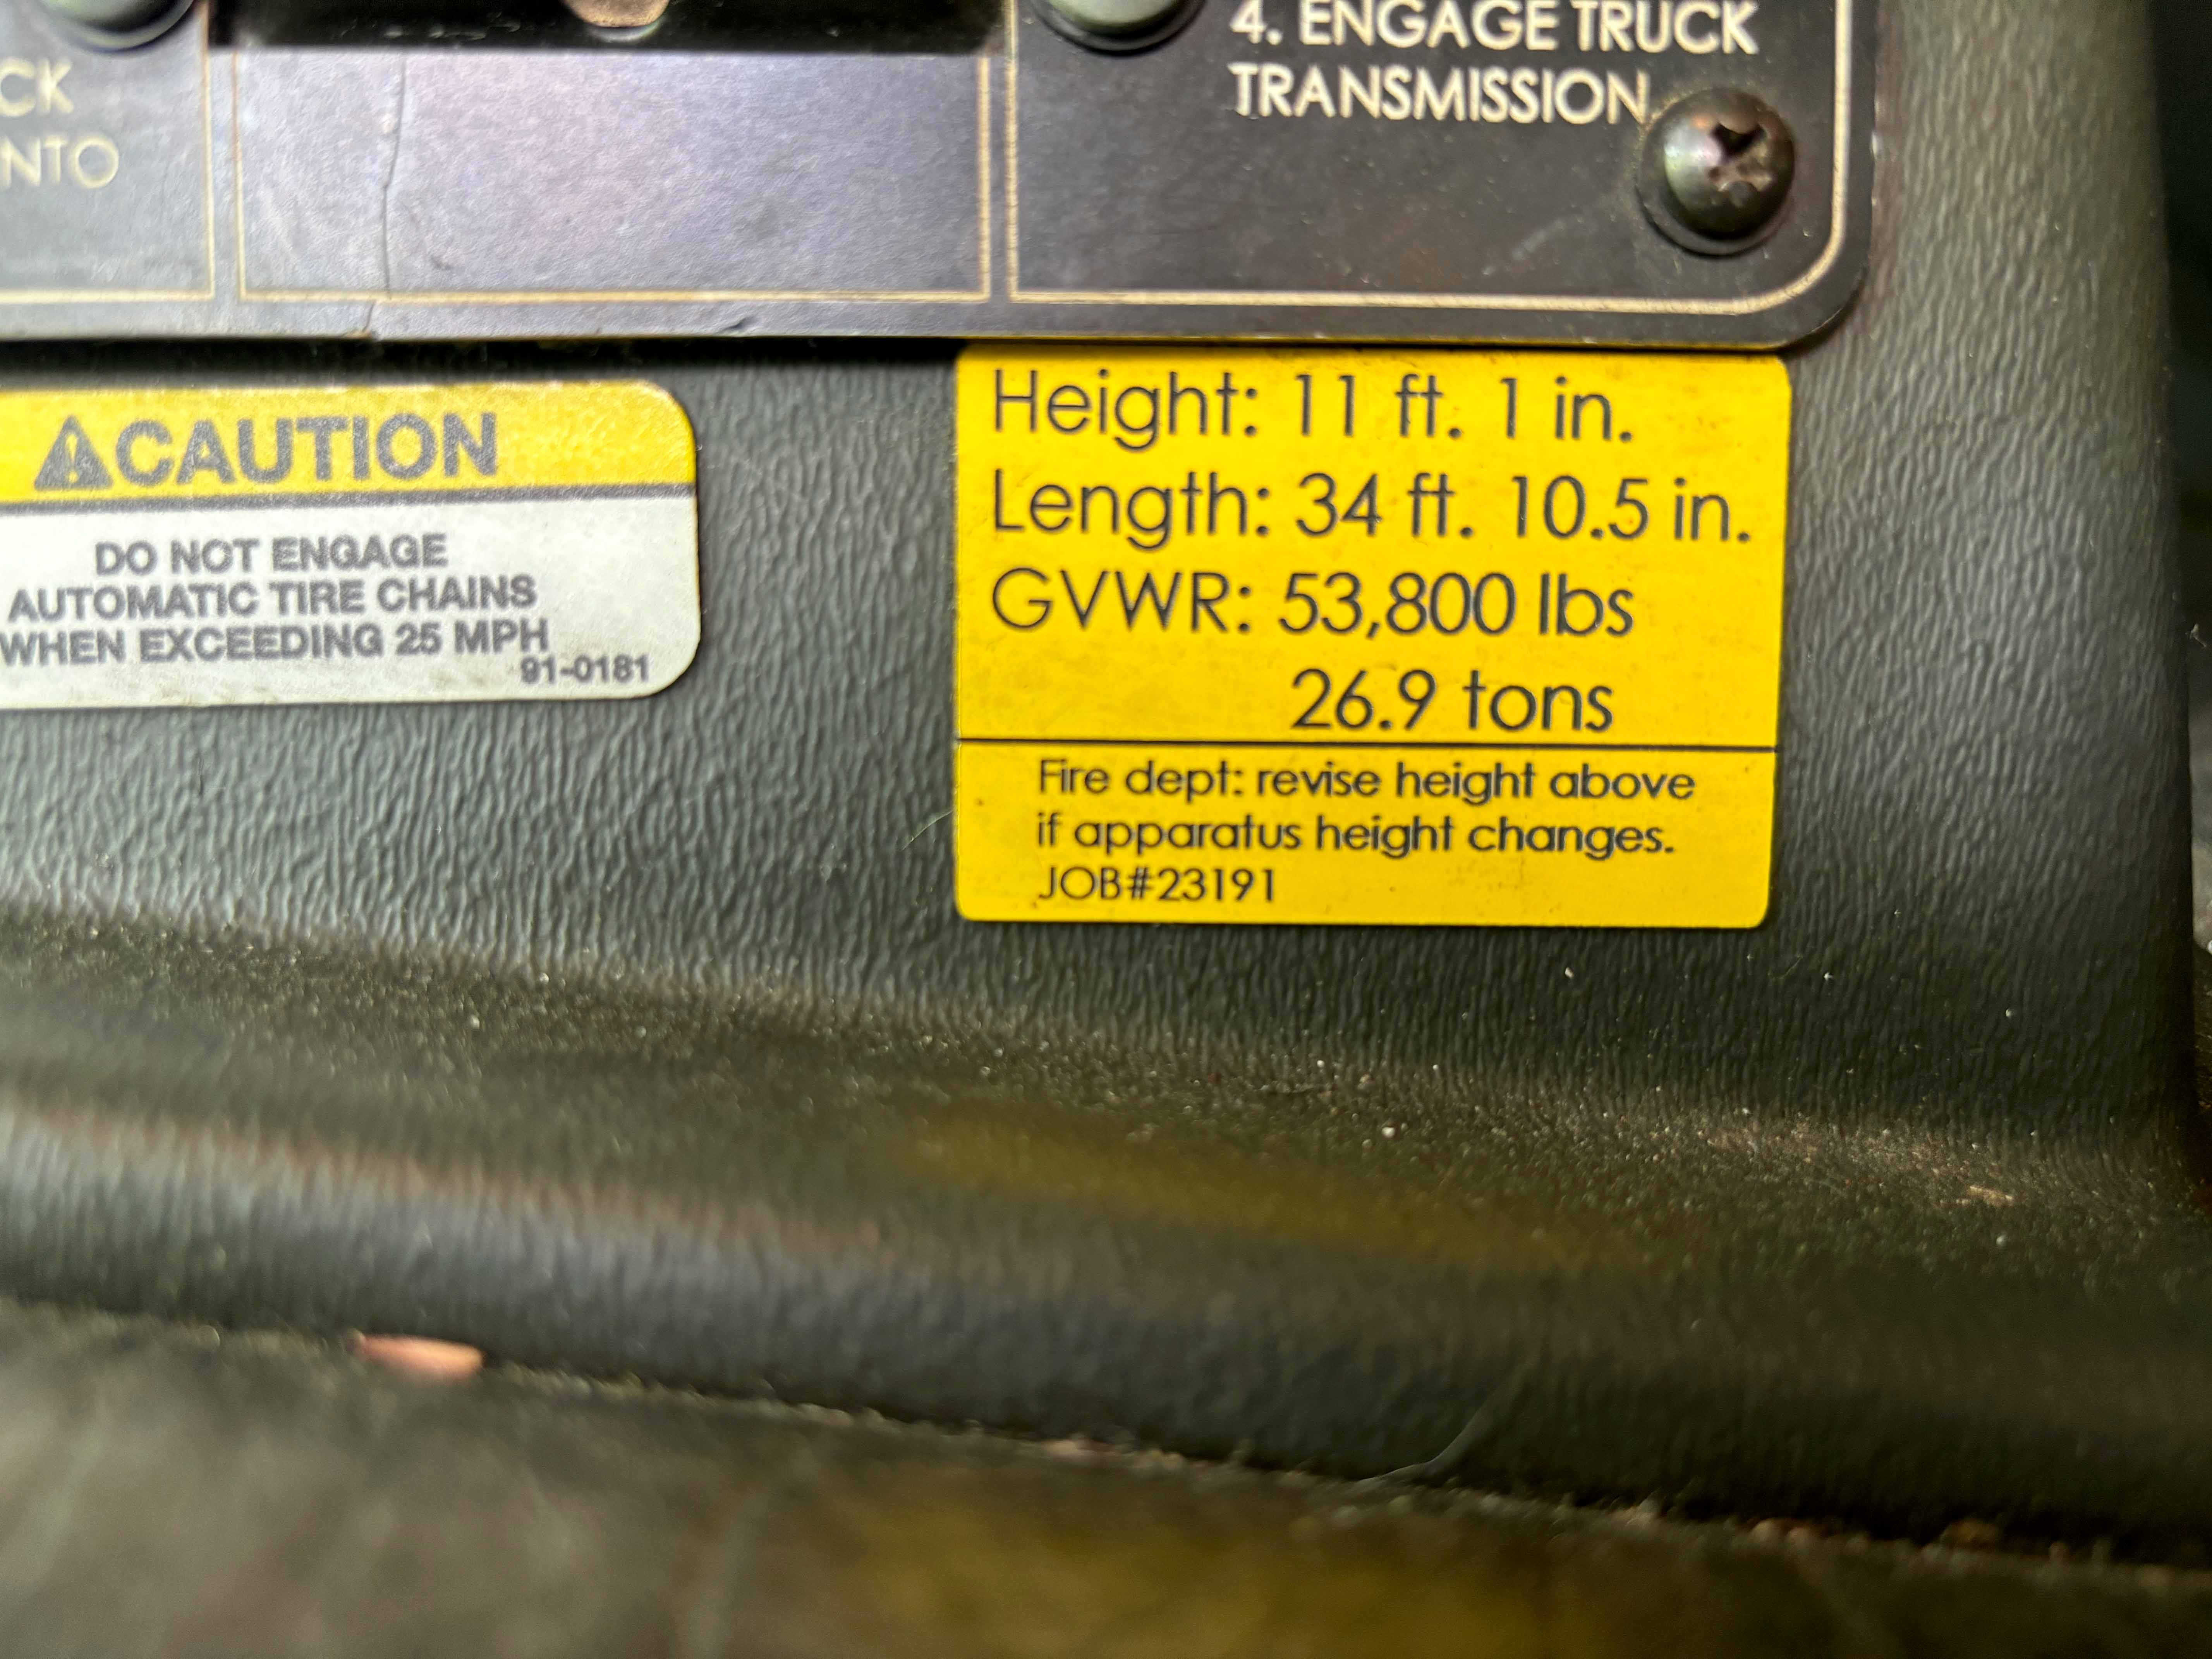 CK
NTO
4. ENGAGE TRUCK
TRANSMISSION
CAUTION
DO NOT ENGAGE
AUTOMATIC TIRE CHAINS
WHEN EXCEEDING 25 MPH
91-0181
Height: 11 ft. 1 in.
Length: 34 ft. 10.5 in.
GVWR: 53,800 lbs
26.9 tons
Fire dept: revise height above
if apparatus height changes.
JOB#23191